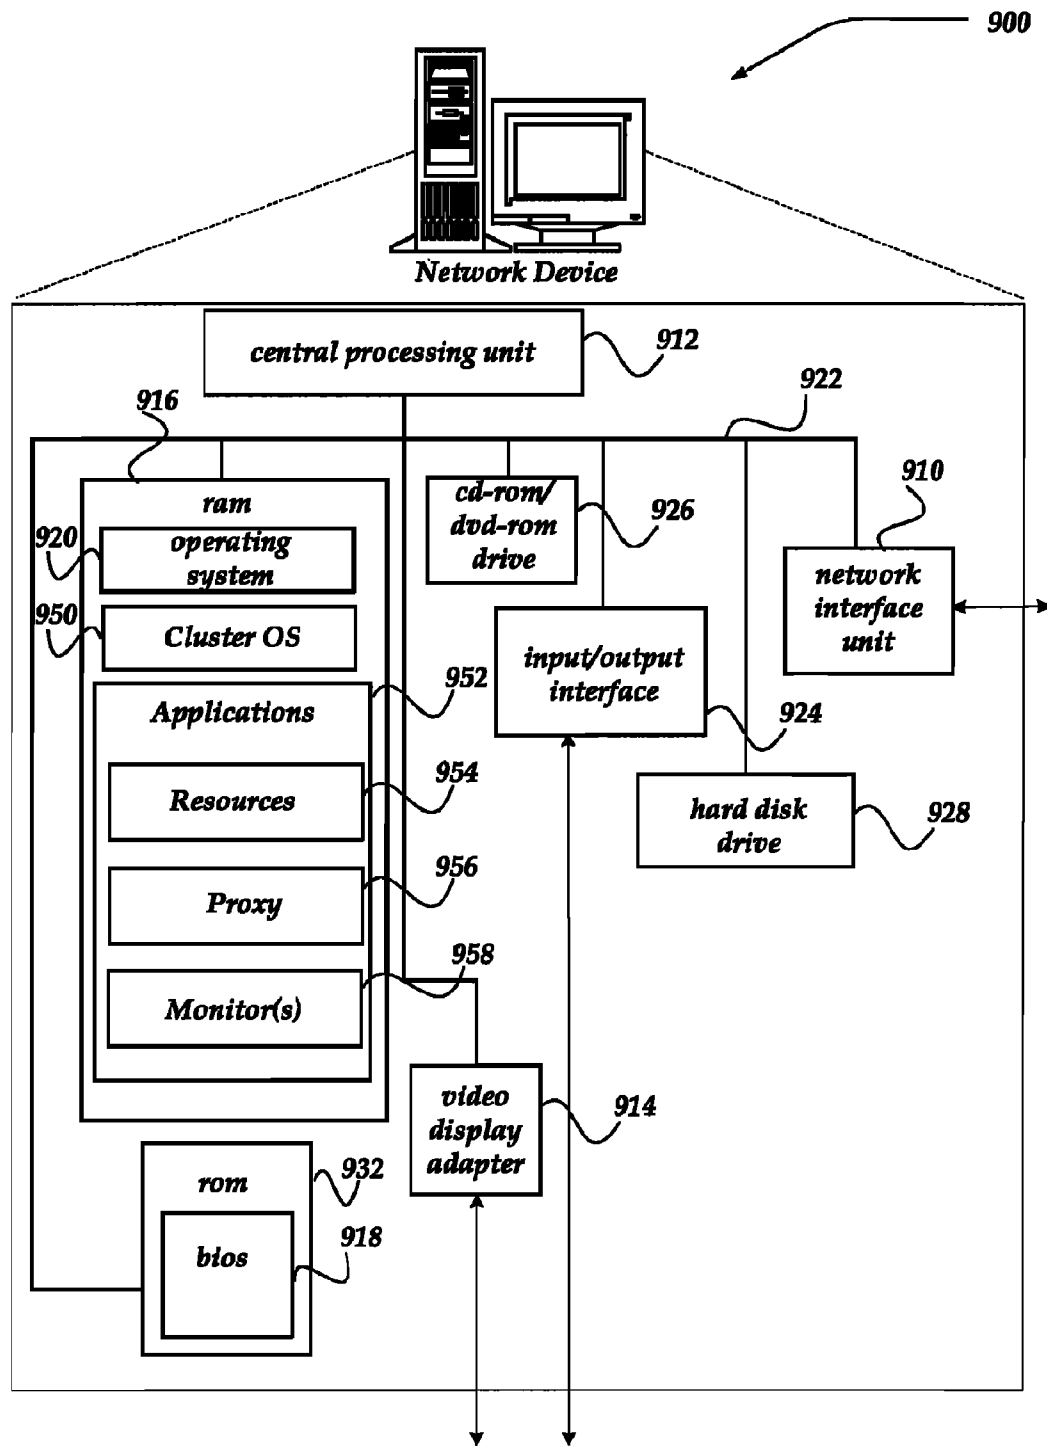 900
Network Device
central processing unit
912
922
916
910
ram
cd-rom/
dvd-rom
drive
926
920
operating
system
network
interface
unit
950
Cluster OS
input/output
interface
952
Applications
924
954
Resources
hard disk
drive
928
956
Proxy
958
Monitor(s)
video
display
adapter
914
rom
932
bios
918